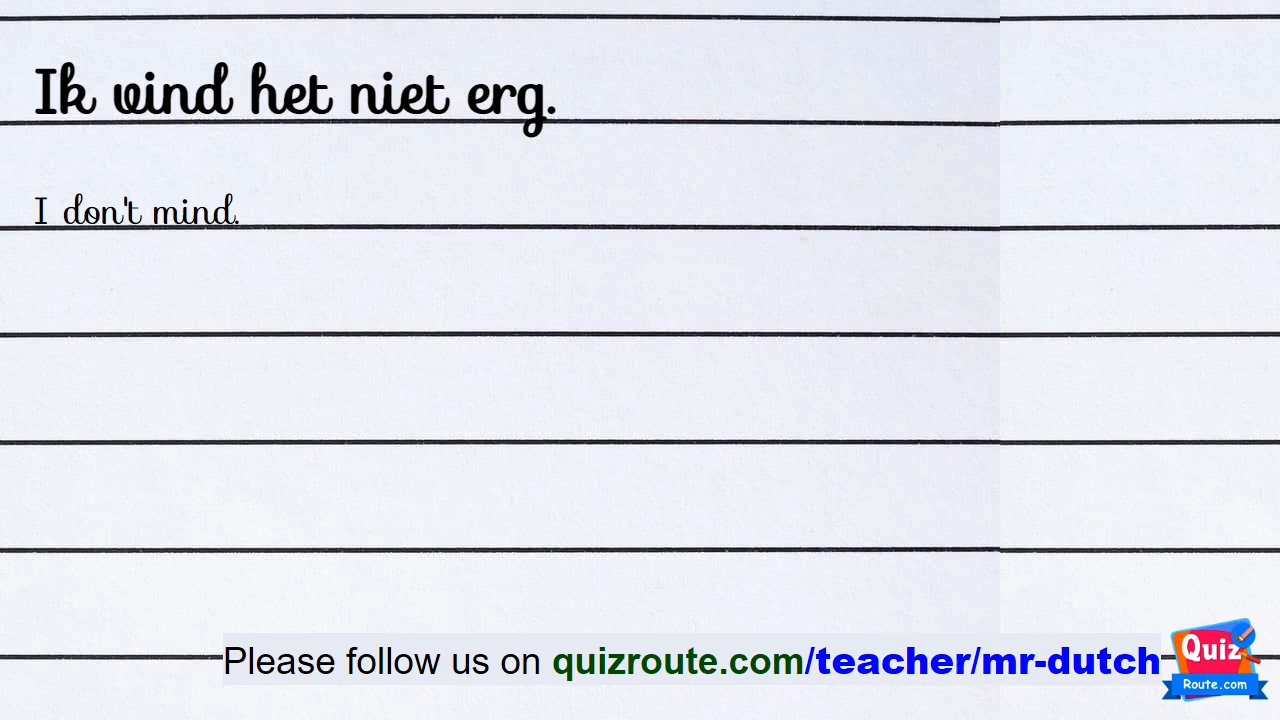 Ik vind het niet erg.
I don't mind.
Please follow us on quizroute.com/teacher/mr-dutch
Quiz
Route.com